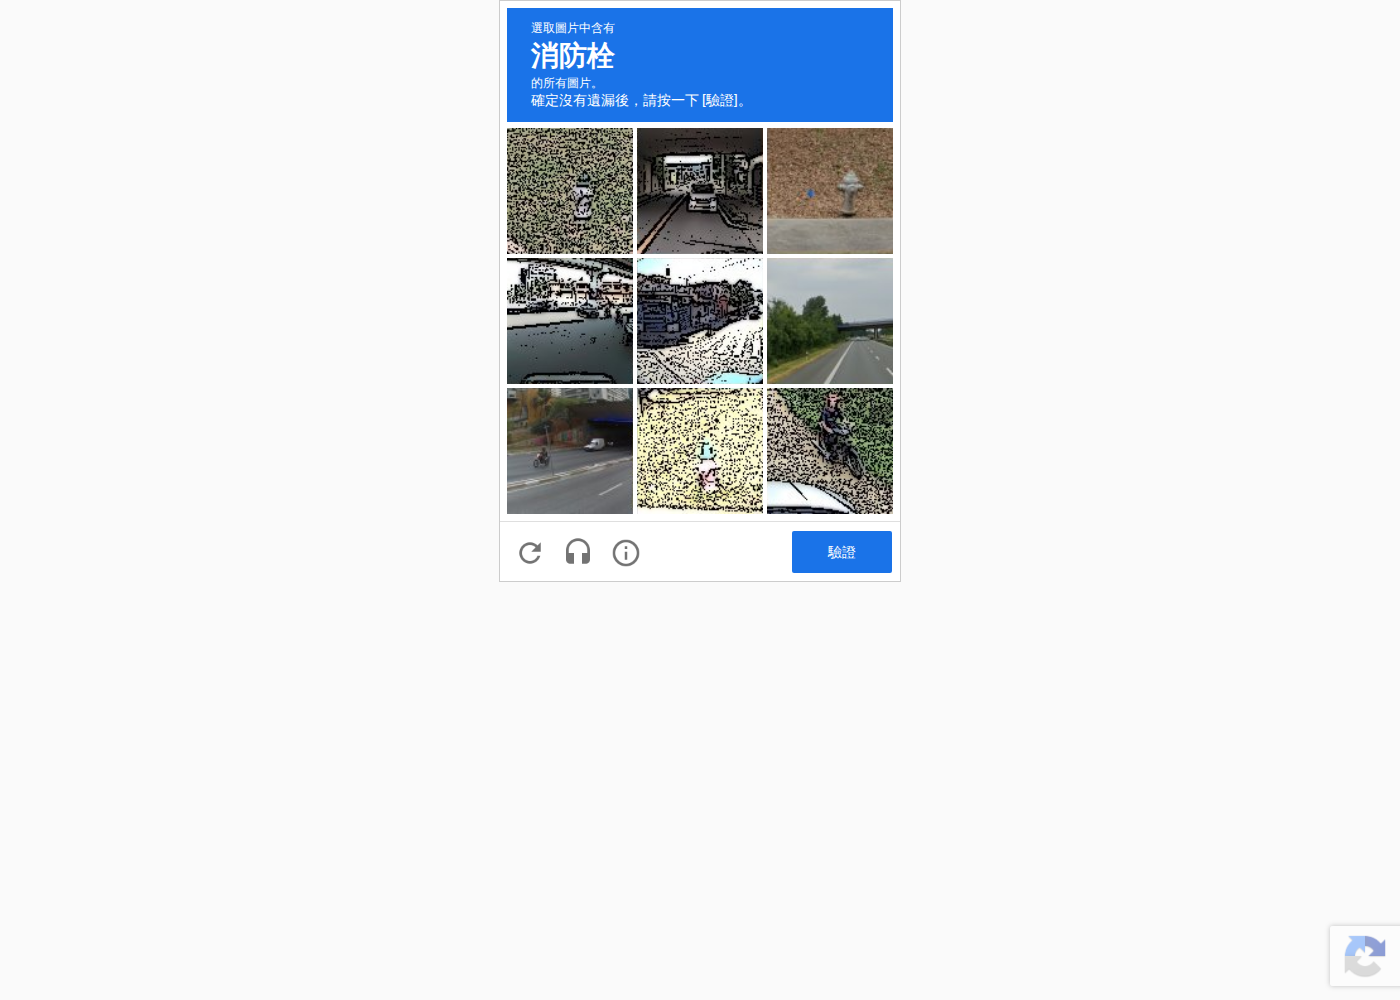 選取圖片中含有
消防栓
的所有圖片。
確定沒有遺漏後，請按一下 [驗證]。
驗證